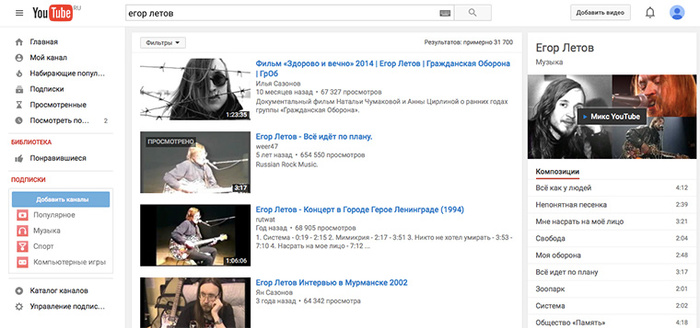 YouTube RU
егор летов
Добавить видео
Главная
Мой канал
Набирающие попул...
Подписки
Просмотренные
Посмотреть по... 2
БИБЛИОТЕКА
Понравившиеся
ПОДПИСКИ
Добавить каналы
Популярное
Музыка
Спорт
Компьютерные игры
Каталог каналов
Управление подпис...
Фильтры
Результатов: примерно 31 700
1:23:35
Фильм «Здорово и вечно» 2014 | Егор Летов | Гражданская Оборона
| ГрОб
Илья Сазонов
10 месяцев назад • 67 327 просмотров
Документальный фильм Натальи Чумаковой и Анны Цирлиной о ранних годах
группы «Гражданская Оборона».
ПРОСМОТРЕНО
3:17
Егор Летов - Всё идёт по плану.
weer47
5 лет назад • 654 550 просмотров
Russian Rock Music.
1:06:06
Егор Летов - Концерт в Городе Герое Ленинграде (1994)
rutwat
Год назад • 68 905 просмотров
1. Система - 0:19 - 2:15 2. Мимикрия - 2:17 - 3:51 3. Никто не хотел умирать - 3:53 -
7:10 4. Насрать на мое лицо - 7:12 - ...
Егор Летов Интервью в Мурманске 2002
Ян Сазонов
3 года назад • 64 342 просмотра
Егор Летов
Музыка
Микс YouTube
Композиции
Всё как у людей 4:12
Непонятная песенка 2:39
Мне насрать на моё лицо 3:21
Свобода 2:04
Моя оборона 2:48
Всё идет по плану 3:17
Зоопарк 2:31
Система 2:02
Общество «Память» 3:18